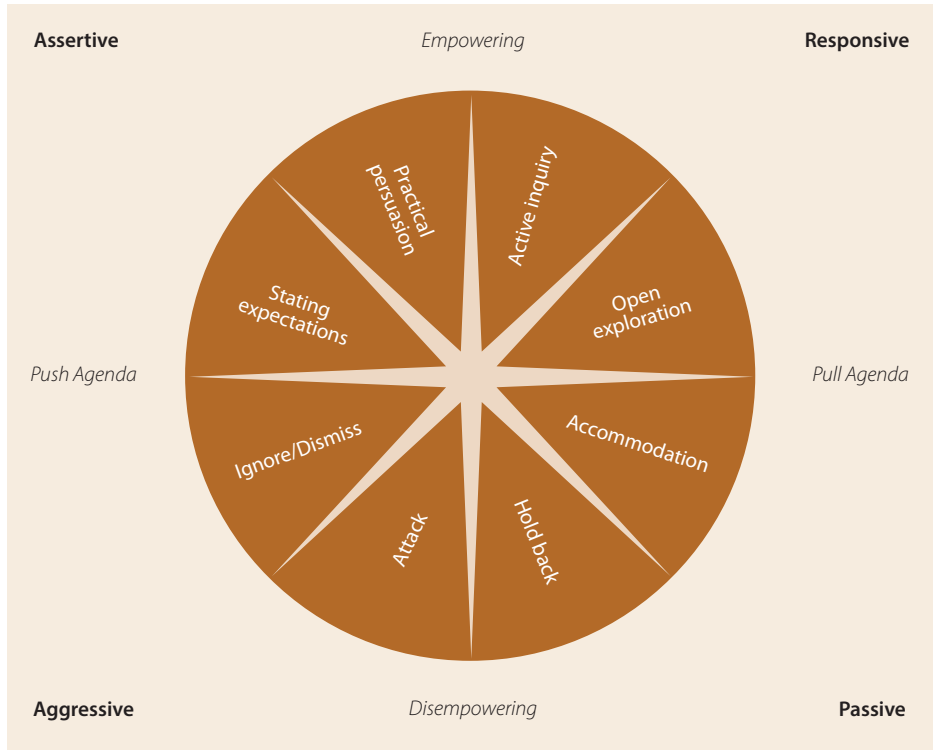 Assertive
Empowering
Responsive
Practical
persuasion
Active inquiry
Stating
expectations
Open
exploration
Push Agenda
Pull Agenda
Ignore/Dismiss
Accommodation
Attack
Hold back
Aggressive
Disempowering
Passive